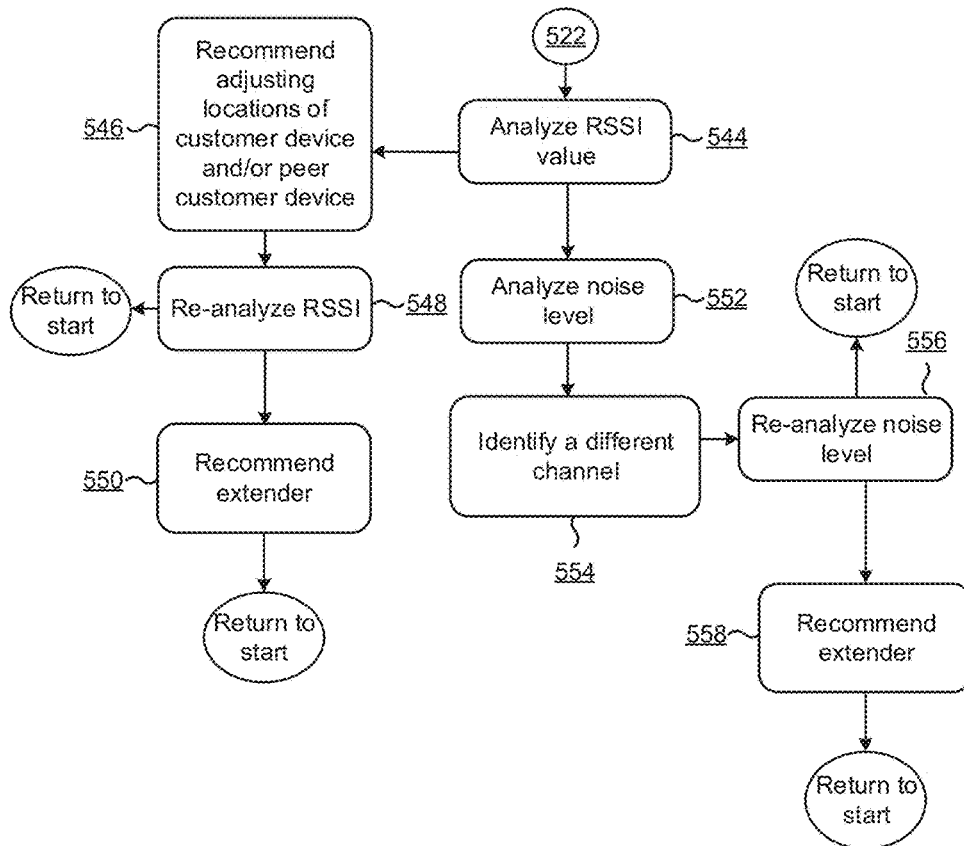 522
Analyze RSSI
value
544
Recommend
adjusting
locations of
customer device
and/or peer
customer device
546
Re-analyze RSSI
548
Return to
start
Recommend
extender
550
Return to
start
Analyze noise
level
552
Identify a different
channel
554
Return to
start
556
Re-analyze noise
level
Recommend
extender
558
Return to
start